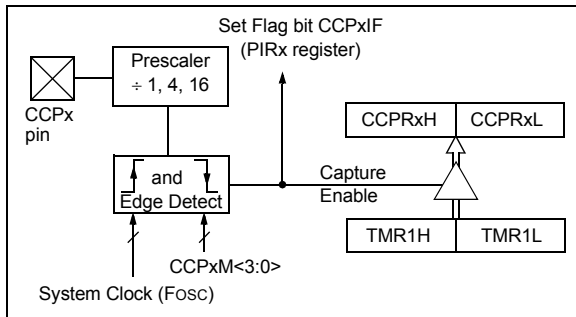 Set Flag bit CCPxIF
(PIRx register)
Prescaler
÷ 1, 4, 16
CCPx
pin
CCPRxH CCPRxL
and
Edge Detect
Capture
Enable
TMR1H TMR1L
CCPxM<3:0>
System Clock (FOSC)